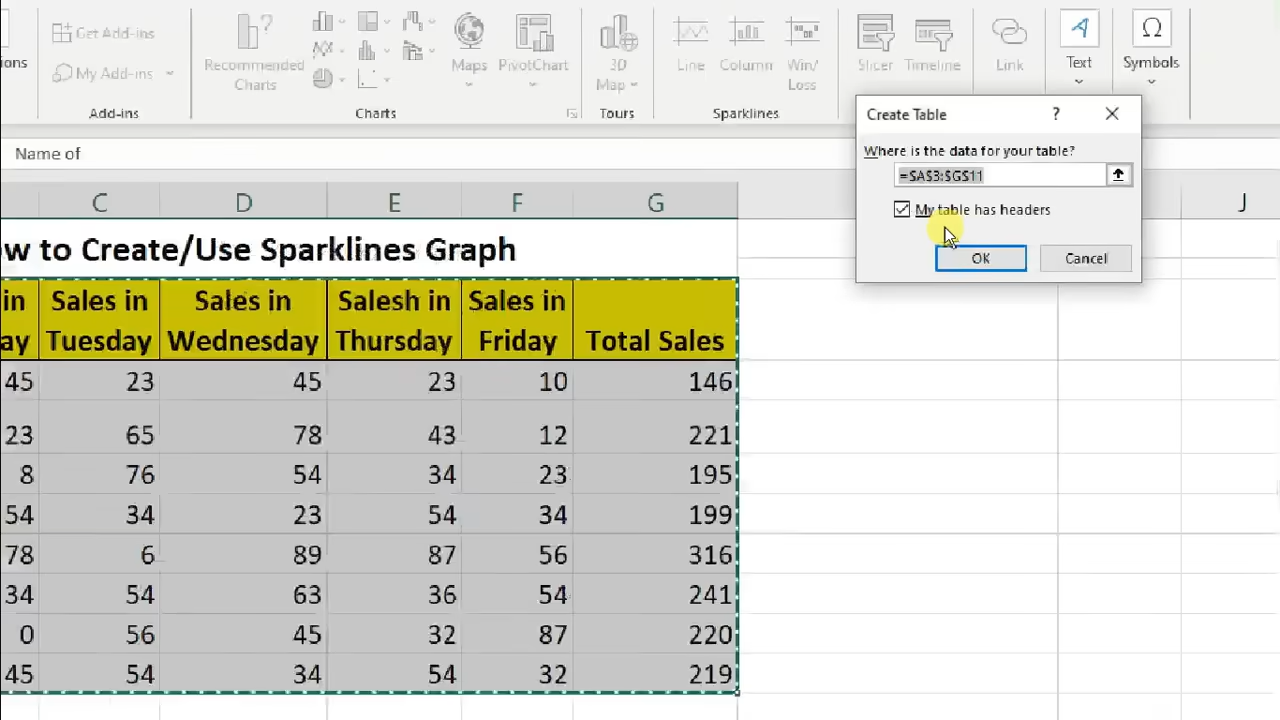 ions
Get Add-ins
My Add-ins
Add-ins
Recommended
Charts
Charts
Maps
PivotChart
3D
Map
Tours
Line
Column
Win/
Loss
Sparklines
Slicer
Timeline
Link
Text
Symbols
Create Table ?
Where is the data for your table?
=$A$3:$G$11
My table has headers
OK Cancel
Name of
C D E F G J
ow to Create/Use Sparklines Graph
in Sales in Sales in Salesh in Sales in
ay Tuesday Wednesday Thursday Friday Total Sales
45 23 45 23 10 146
23 65 78 43 12 221
8 76 54 34 23 195
54 34 23 54 34 199
78 6 89 87 56 316
34 54 63 36 54 241
0 56 45 32 87 220
45 54 34 54 32 219